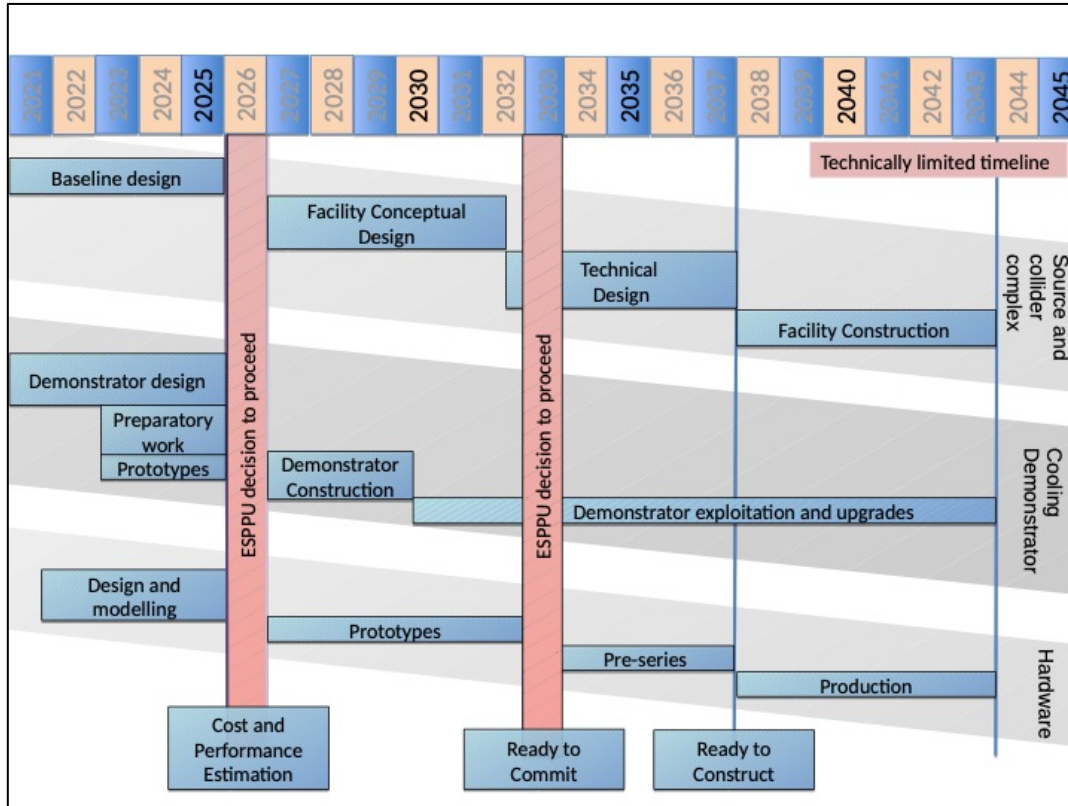 2021 2022 2023 2024 2025 2026 2027 2028 2029 2030 2031 2032 2033 2034 2035 2036 2037 2038 2039 2040 2041 2042 2043 2044 2045
Technically limited timeline
Baseline design
Facility Conceptual
Design
Technical
Design
Facility Construction
Source and
collider
complex
ESPPU decision to proceed
ESPPU decision to proceed
Demonstrator design
Preparatory
work
Prototypes
Demonstrator
Construction
Demonstrator exploitation and upgrades
Cooling
Demonstrator
Design and
modelling
Prototypes
Pre-series
Production
Hardware
Cost and
Performance
Estimation
Ready to
Commit
Ready to
Construct